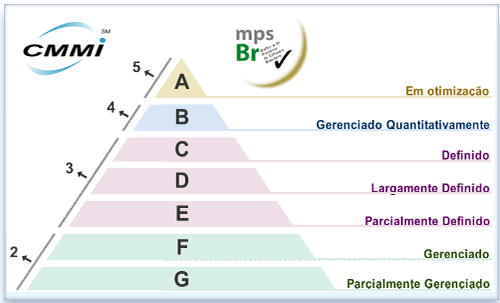 CMMI SM
mps
Br
5
A
Em otimização
4
B
Gerenciado Quantitativamente
C
Definido
3
D
Largamente Definido
E
Parcialmente Definido
2
F
Gerenciado
G
Parcialmente Gerenciado